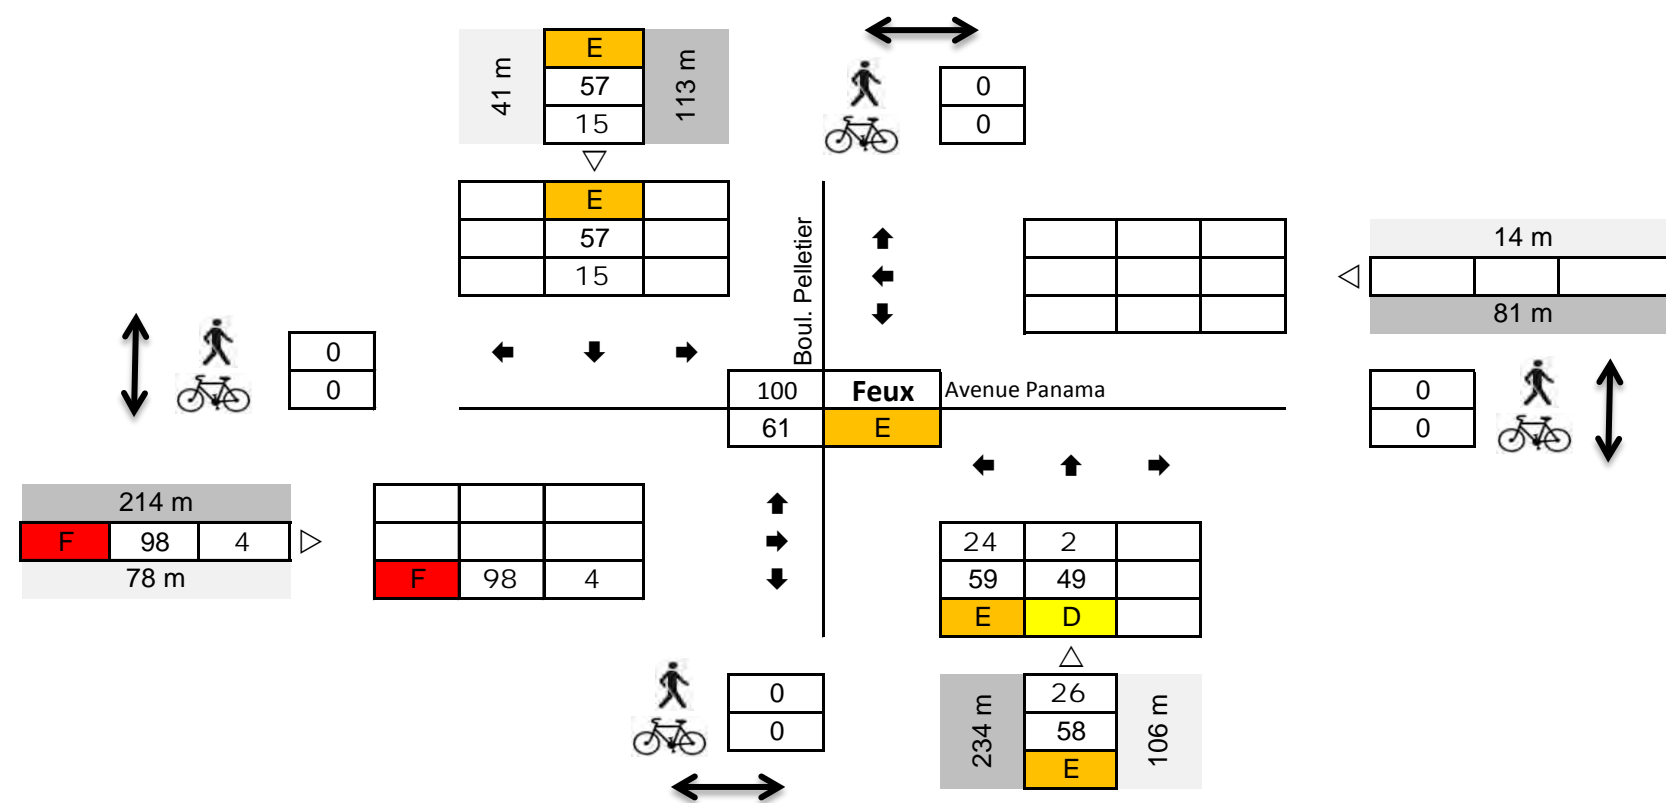 E
57
15
41 m
113 m
0
0
E
57
15
Boul. Pelletier
14 m
81 m
0
0
100
Feux
Avenue Panama
61
E
0
0
214 m
F 98 4
78 m
F 98 4
24 2
59 49
E D
0
0
26
58
E
234 m
106 m